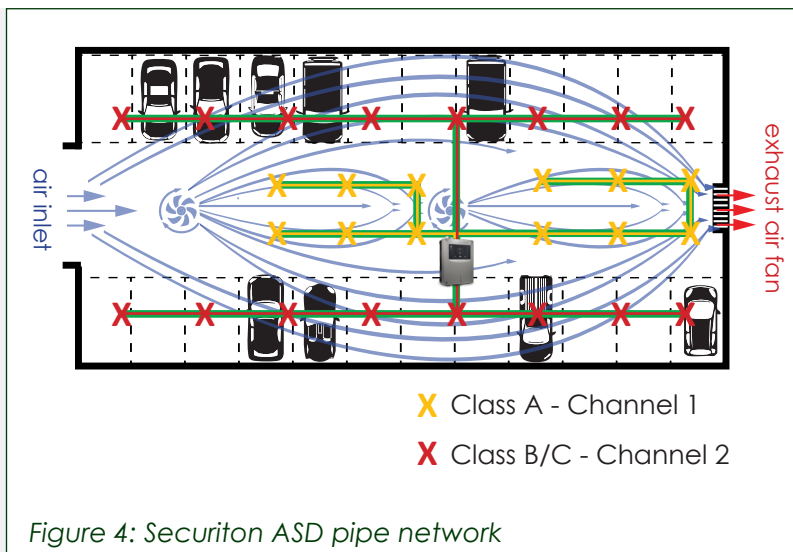 air inlet
exhaust air fan
X Class A - Channel 1
X Class B/C - Channel 2
Figure 4: Securiton ASD pipe network